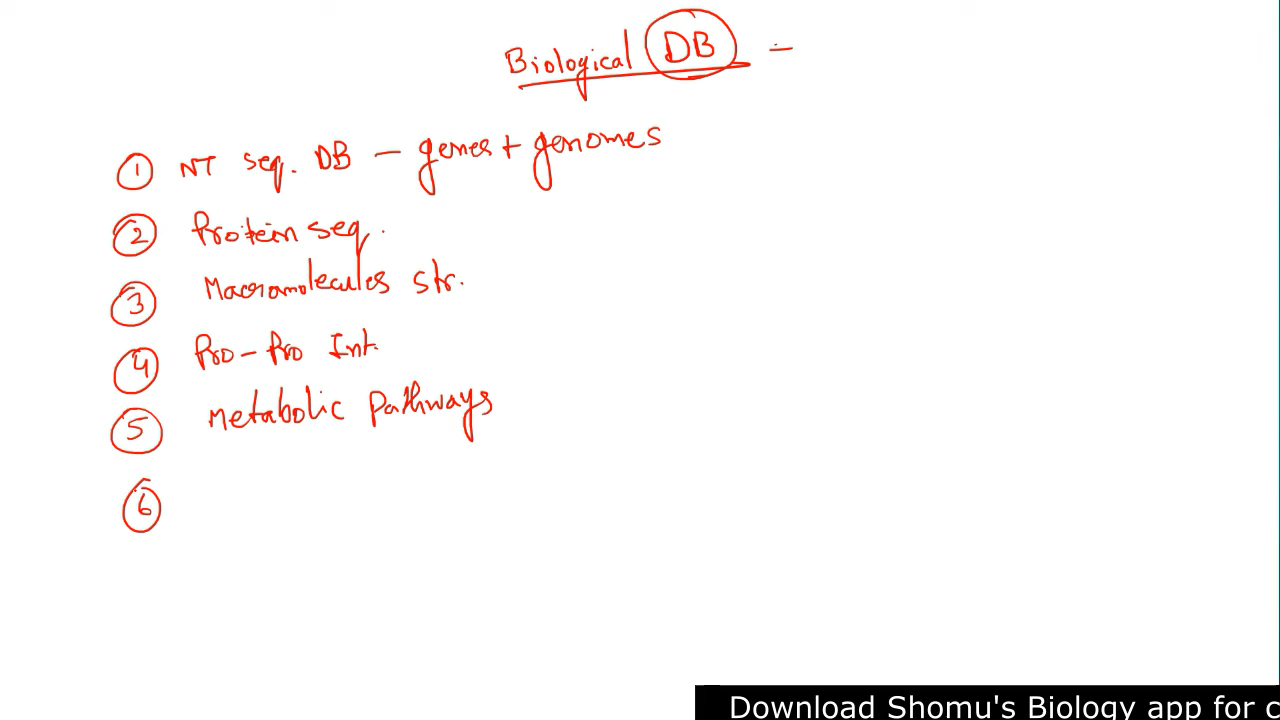 Biological DB -
1 NT seq. DB - genes + genomes
2 Protein seq.
3 Macromolecules str.
4 Pro-Pro Int.
5 Metabolic Pathways
6
Download Shomu's Biology app for c